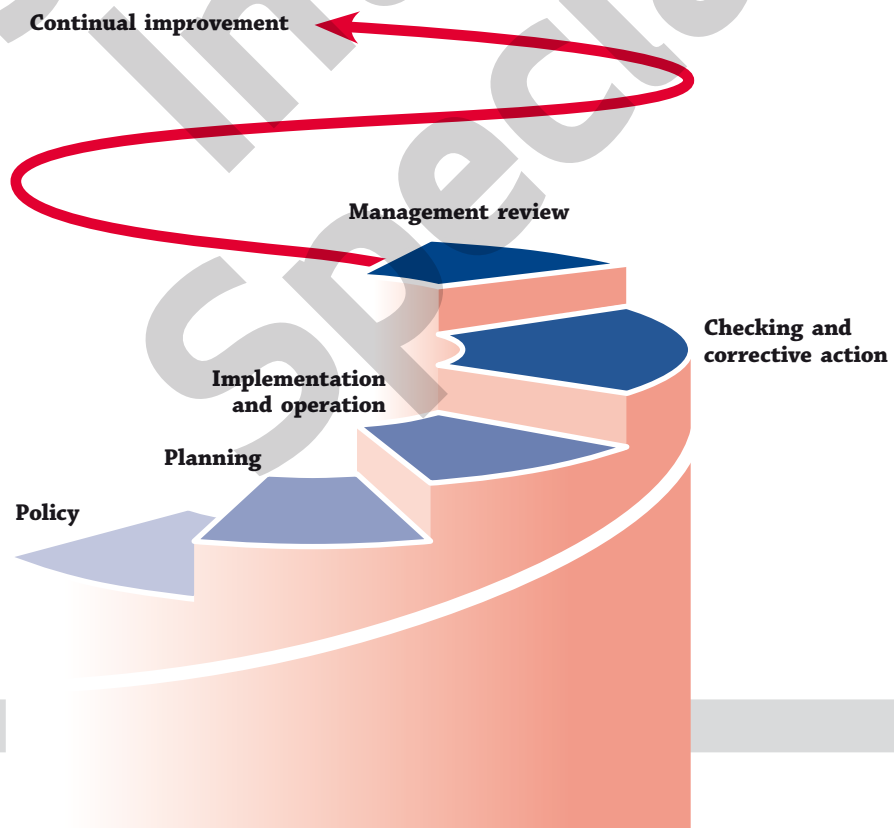 Continual improvement
Management review
Checking and
corrective action
Implementation
and operation
Planning
Policy